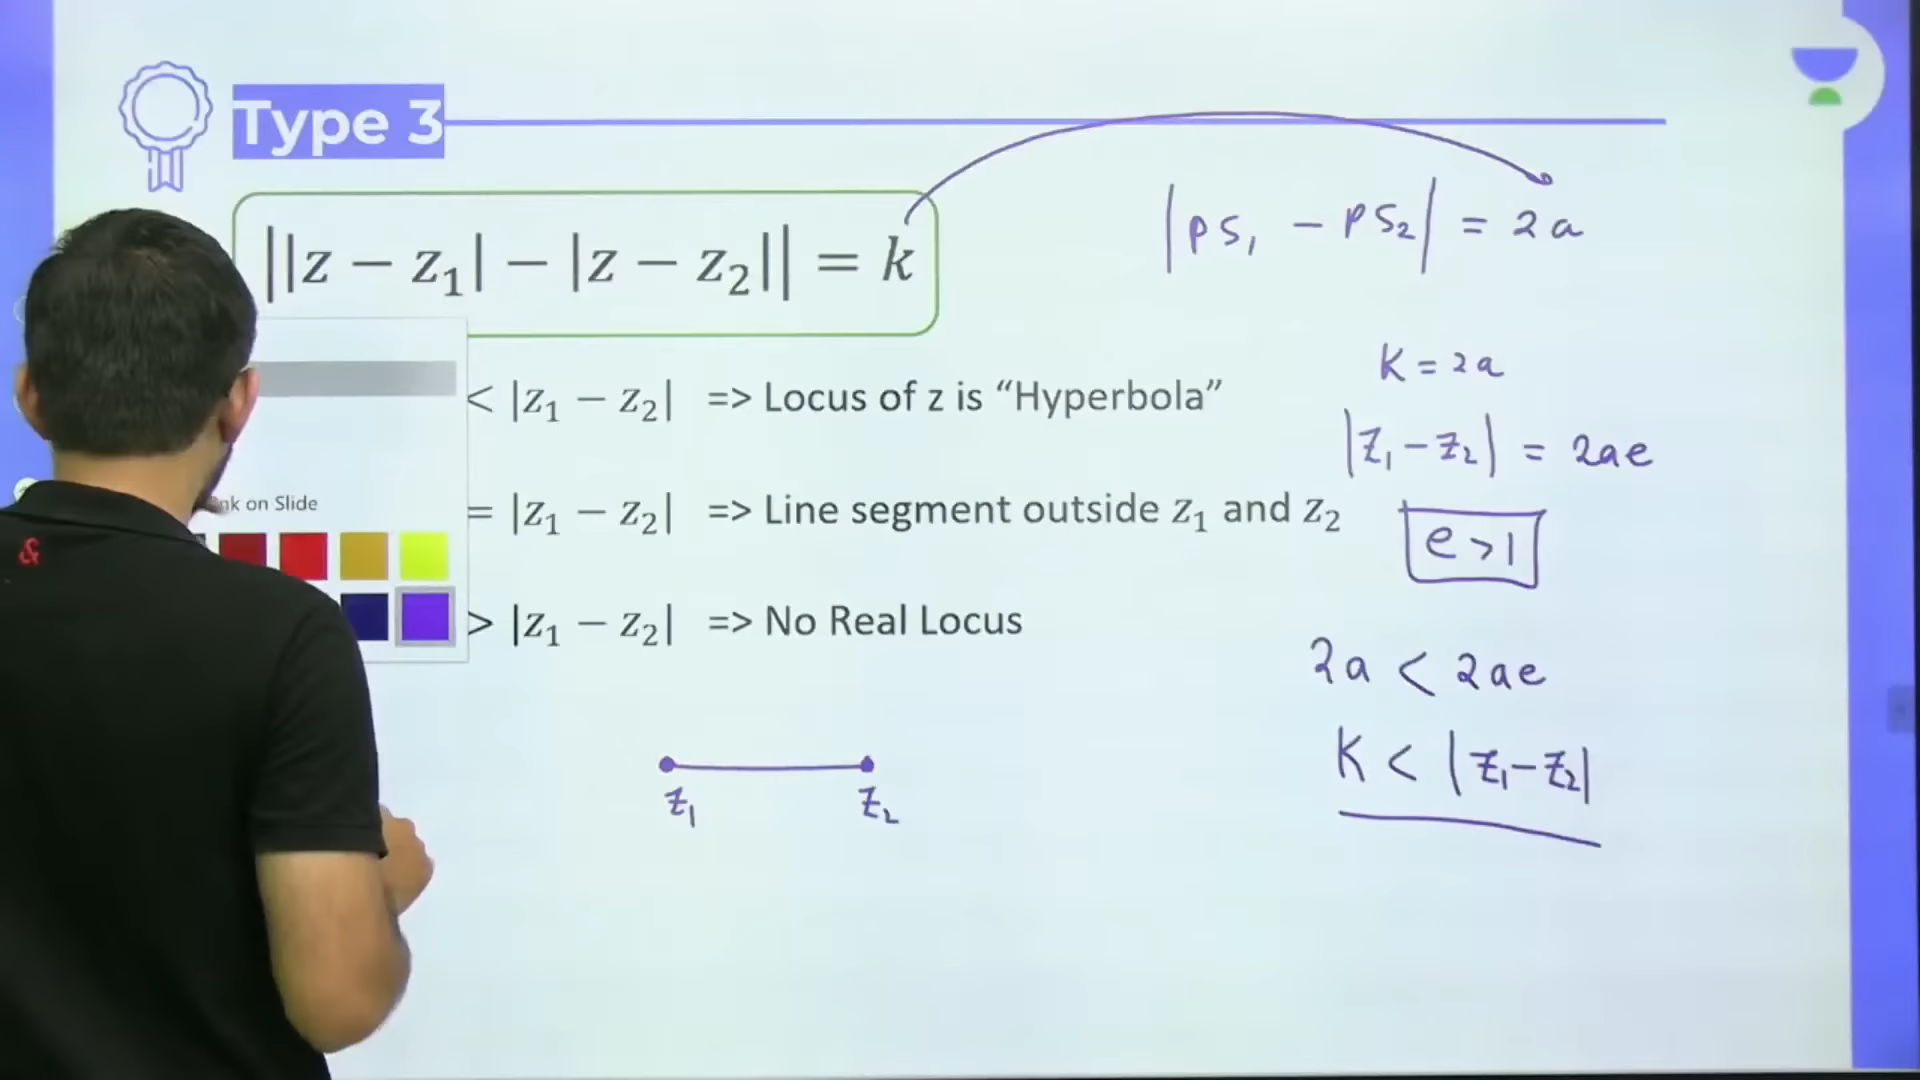 Type 3
||z − z₁| − |z − z₂|| = k
|PS₁ − PS₂| = 2a
K = 2a
< |z₁ − z₂| => Locus of z is “Hyperbola”
|z₁ − z₂| = 2ae
on Slide
= |z₁ − z₂| => Line segment outside z₁ and z₂
e > 1
&
> |z₁ − z₂| => No Real Locus
2a < 2ae
K < |z₁ − z₂|
z₁ z₂